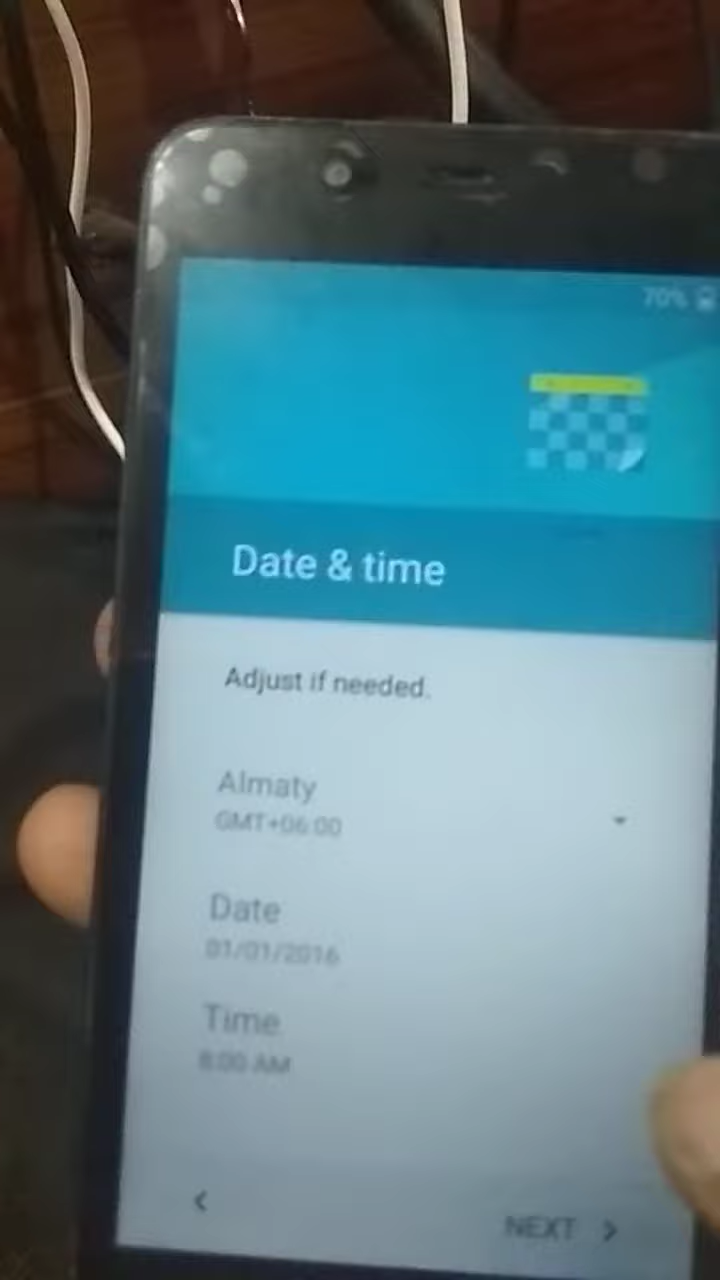 70%
Date & time
Adjust if needed.
Almaty
GMT+06:00
Date
01/01/2016
Time
8:00 AM
NEXT